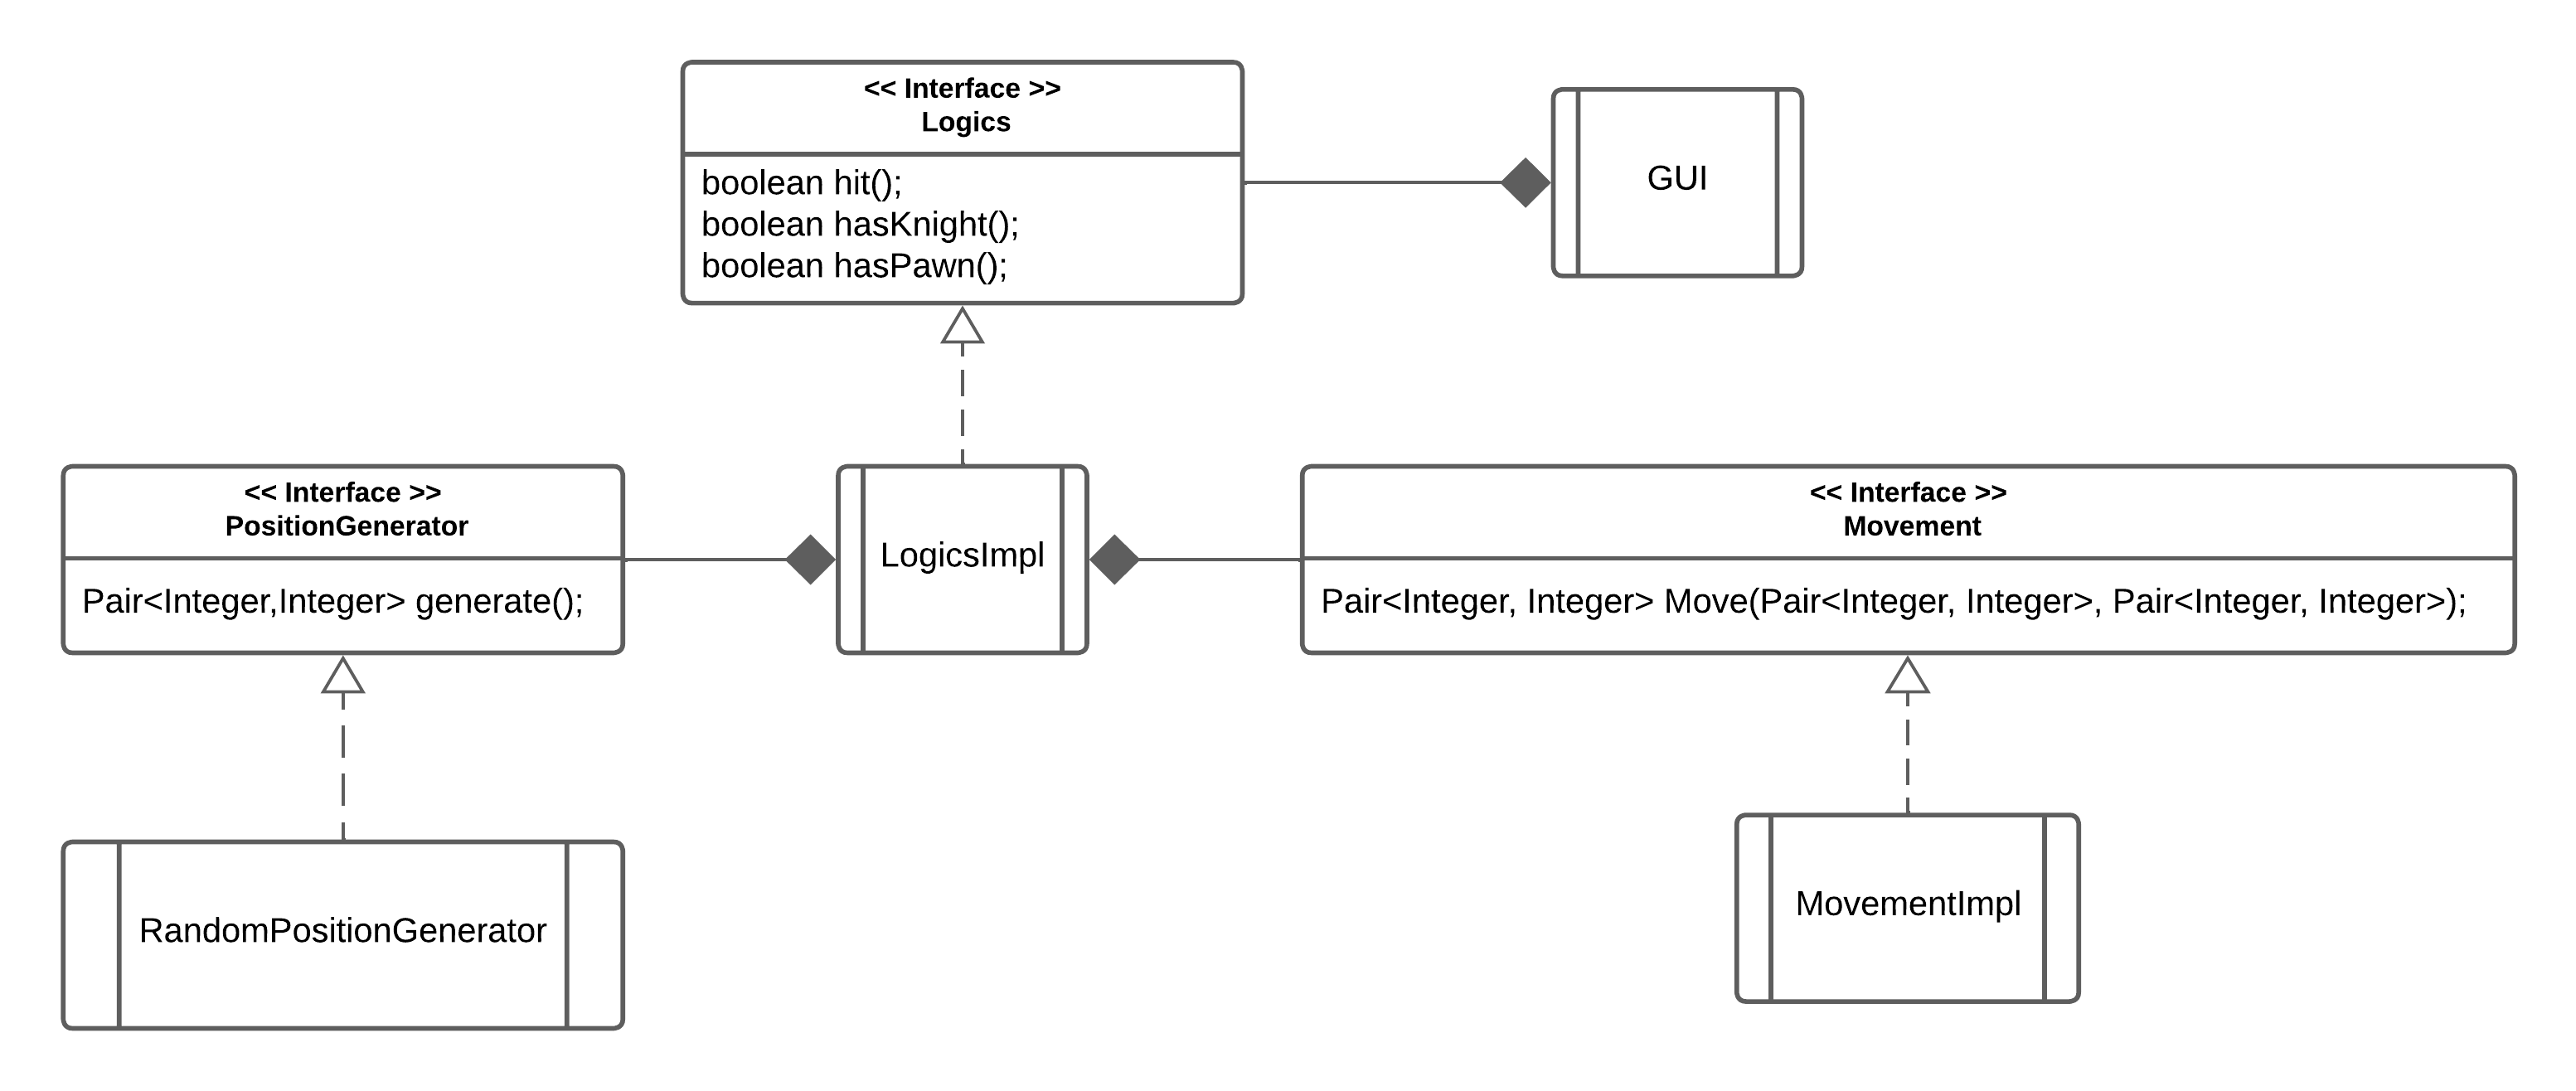 << Interface >>
Logics
boolean hit();
boolean hasKnight();
boolean hasPawn();
GUI
<< Interface >>
PositionGenerator
Pair<Integer,Integer> generate();
LogicsImpl
<< Interface >>
Movement
Pair<Integer, Integer> Move(Pair<Integer, Integer>, Pair<Integer, Integer>);
RandomPositionGenerator
MovementImpl